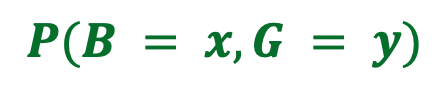 P(B = x, G = y)